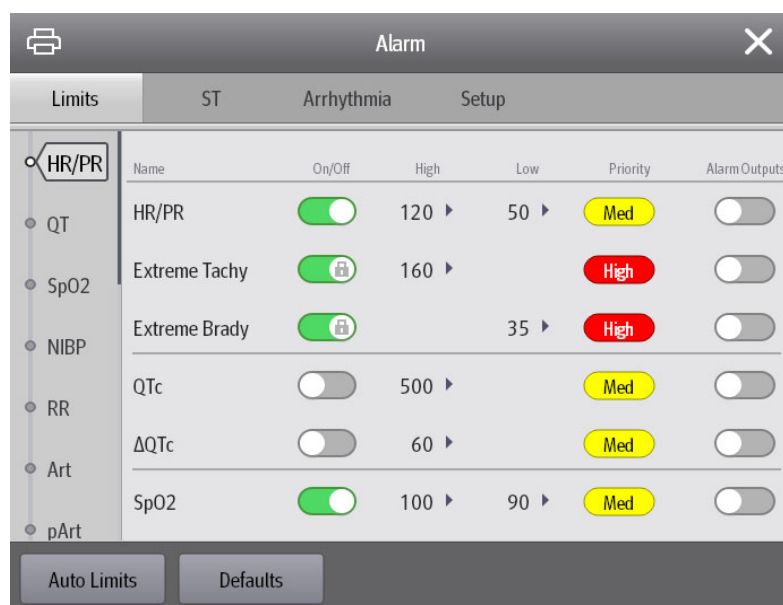 Alarm
Limits ST Arrhythmia Setup
HR/PR
QT
SpO2
NIBP
RR
Art
pArt
Name On/Off High Low Priority Alarm Outputs
HR/PR 120 50 Med
Extreme Tachy 160 High
Extreme Brady 35 High
QTc 500 Med
ΔQTc 60 Med
SpO2 100 90 Med
Auto Limits Defaults